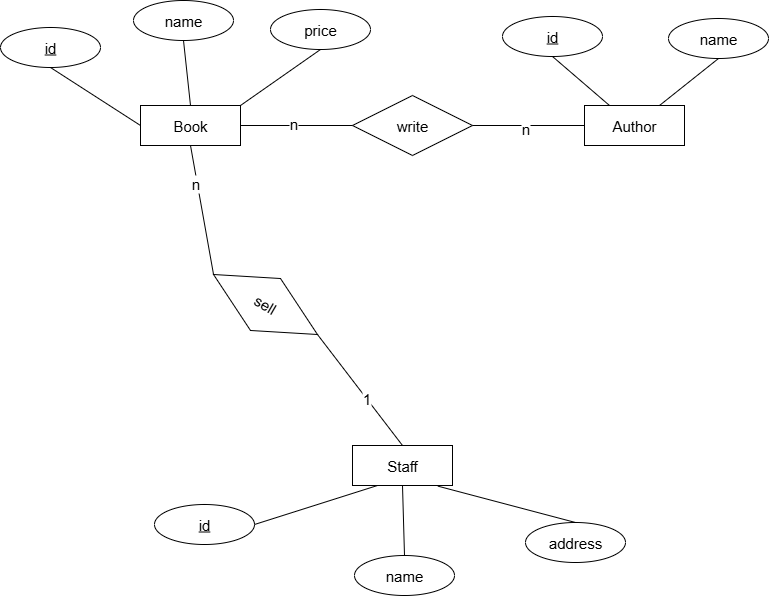 name
price
id
id
name
Book
n
write
n
Author
n
sell
1
Staff
id
address
name